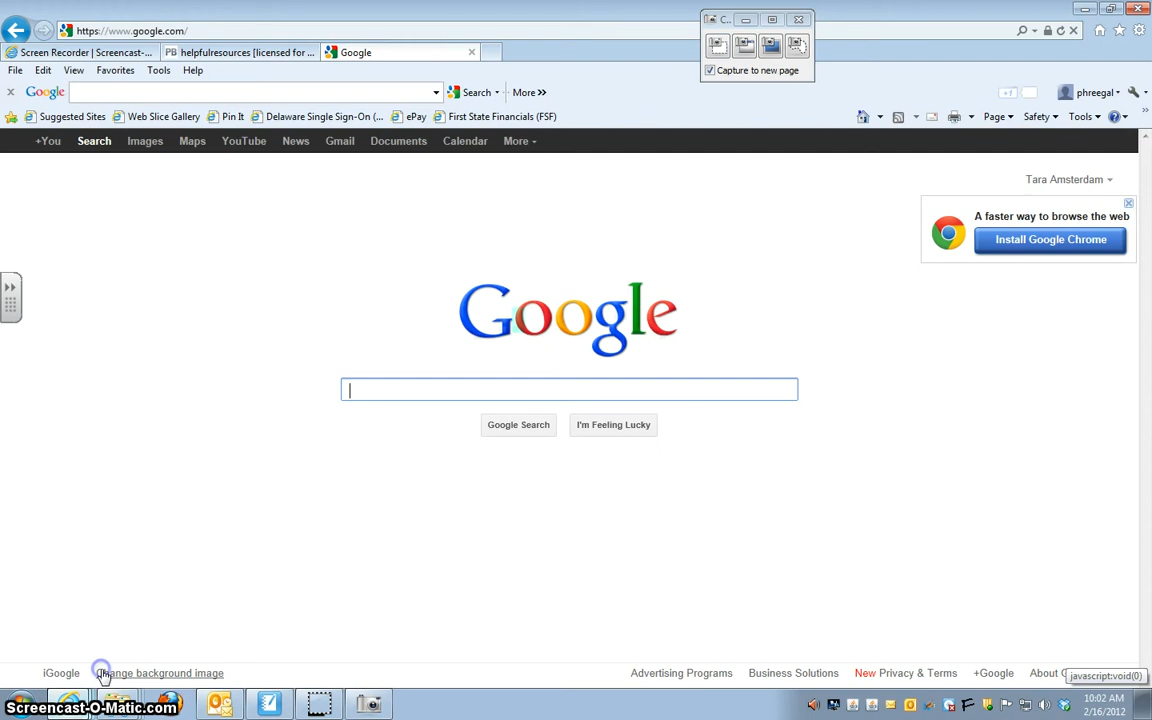 https://www.google.com/
C...
Screen Recorder | Screencast-...
PB helpfulresources [licensed for ...
Google
File Edit View Favorites Tools Help
Capture to new page
Google
Search
More »
phreegal
Suggested Sites
Web Slice Gallery
Pin It
Delaware Single Sign-On (...
ePay
First State Financials (FSF)
Page
Safety
Tools
+You Search Images Maps YouTube News Gmail Documents Calendar More
Tara Amsterdam
A faster way to browse the web
Install Google Chrome
Google
Google Search
I'm Feeling Lucky
iGoogle
Change background image
Advertising Programs
Business Solutions
New Privacy & Terms
+Google
About
javascript:void(0)
Screencast-O-Matic.com
10:02 AM
2/16/2012